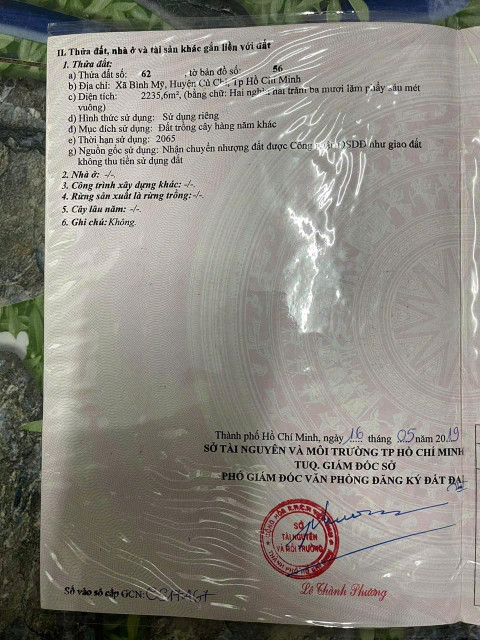 II. Thửa đất, nhà ở và tài sản khác gắn liền với đất
1. Thửa đất:
a) Thửa đất số: 62 , tờ bản đồ số: 56
b) Địa chỉ: Xã Bình Mỹ, Huyện Củ Chi, Tp Hồ Chí Minh
c) Diện tích: 2235,6m², (bằng chữ: Hai nghìn hai trăm ba mươi lăm phẩy sáu mét
vuông)
d) Hình thức sử dụng: Sử dụng riêng
đ) Mục đích sử dụng: Đất trồng cây hàng năm khác
e) Thời hạn sử dụng: 2065
g) Nguồn gốc sử dụng: Nhận chuyển nhượng đất được Công QSDĐ như giao đất
không thu tiền sử dụng đất
2. Nhà ở: -/-.
3. Công trình xây dựng khác: -/-.
4. Rừng sản xuất là rừng trồng: -/-.
5. Cây lâu năm: -/-.
6. Ghi chú: Không.
Thành phố Hồ Chí Minh, ngày 16 tháng 05 năm 2019
SỞ TÀI NGUYÊN VÀ MÔI TRƯỜNG TP HỒ CHÍ MINH
TUQ. GIÁM ĐỐC SỞ
PHÓ GIÁM ĐỐC VĂN PHÒNG ĐĂNG KÝ ĐẤT ĐAI
SỞ
TÀI NGUYÊN
VÀ MÔI TRƯỜNG
Lê Thành Phương
Số vào sổ cấp GCN: